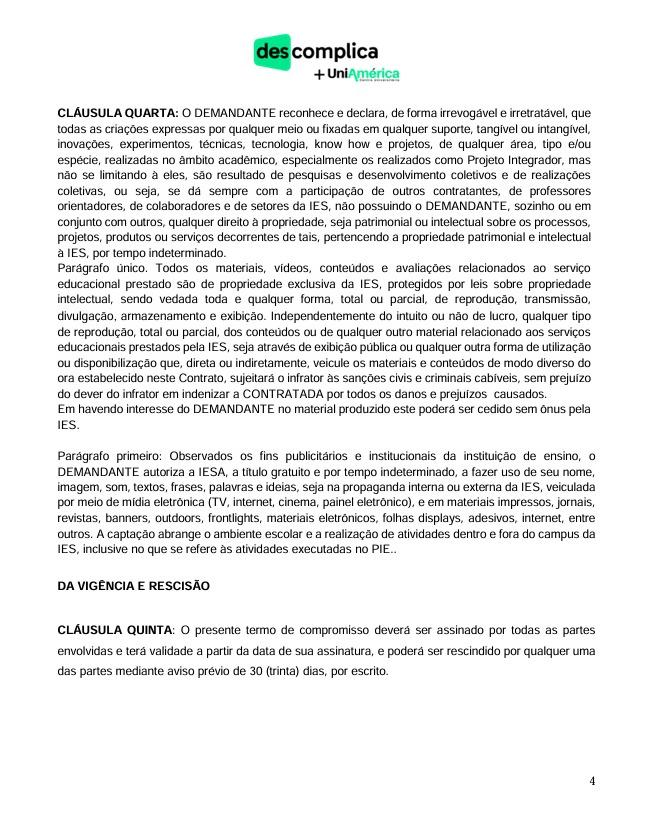 descomplica
+ UniAmérica
CLÁUSULA QUARTA: O DEMANDANTE reconhece e declara, de forma irrevogável e irretratável, que
todas as criações expressas por qualquer meio ou fixadas em qualquer suporte, tangível ou intangível,
inovações, experimentos, técnicas, tecnologia, know how e projetos, de qualquer área, tipo e/ou
espécie, realizadas no âmbito acadêmico, especialmente os realizados como Projeto Integrador, mas
não se limitando à eles, são resultado de pesquisas e desenvolvimento coletivos e de realizações
coletivas, ou seja, se dá sempre com a participação de outros contratantes, de professores
orientadores, de colaboradores e de setores da IES, não possuindo o DEMANDANTE, sozinho ou em
conjunto com outros, qualquer direito à propriedade, seja patrimonial ou intelectual sobre os processos,
projetos, produtos ou serviços decorrentes de tais, pertencendo a propriedade patrimonial e intelectual
à IES, por tempo indeterminado.
Parágrafo único. Todos os materiais, vídeos, conteúdos e avaliações relacionados ao serviço
educacional prestado são de propriedade exclusiva da IES, protegidos por leis sobre propriedade
intelectual, sendo vedada toda e qualquer forma, total ou parcial, de reprodução, transmissão,
divulgação, armazenamento e exibição. Independentemente do intuito ou não de lucro, qualquer tipo
de reprodução, total ou parcial, dos conteúdos ou de qualquer outro material relacionado aos serviços
educacionais prestados pela IES, seja através de exibição pública ou qualquer outra forma de utilização
ou disponibilização que, direta ou indiretamente, veicule os materiais e conteúdos de modo diverso do
ora estabelecido neste Contrato, sujeitará o infrator às sanções civis e criminais cabíveis, sem prejuízo
do dever do infrator em indenizar a CONTRATADA por todos os danos e prejuízos causados.
Em havendo interesse do DEMANDANTE no material produzido este poderá ser cedido sem ônus pela
IES.
Parágrafo primeiro: Observados os fins publicitários e institucionais da instituição de ensino, o
DEMANDANTE autoriza a IESA, a título gratuito e por tempo indeterminado, a fazer uso de seu nome,
imagem, som, textos, frases, palavras e ideias, seja na propaganda interna ou externa da IES, veiculada
por meio de mídia eletrônica (TV, internet, cinema, painel eletrônico), e em materiais impressos, jornais,
revistas, banners, outdoors, frontlights, materiais eletrônicos, folhas displays, adesivos, internet, entre
outros. A captação abrange o ambiente escolar e a realização de atividades dentro e fora do campus da
IES, inclusive no que se refere às atividades executadas no PIE..
DA VIGÊNCIA E RESCISÃO
CLÁUSULA QUINTA: O presente termo de compromisso deverá ser assinado por todas as partes
envolvidas e terá validade a partir da data de sua assinatura, e poderá ser rescindido por qualquer uma
das partes mediante aviso prévio de 30 (trinta) dias, por escrito.
4